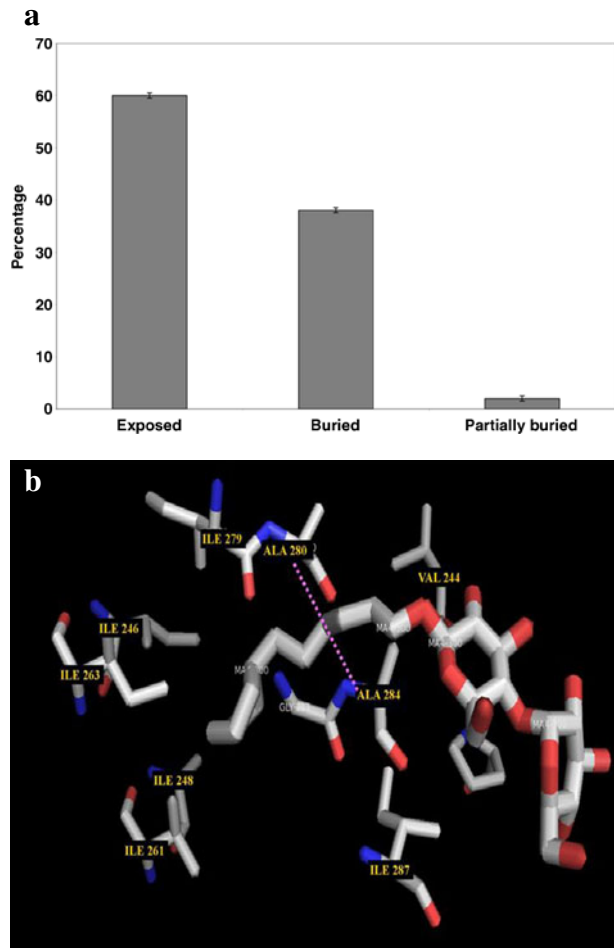 a
70
60
50
40
30
20
10
0
Percentage
Exposed
Buried
Partially buried
b
ILE 279
ALA 280
VAL 244
ILE 246
ILE 263
ALA 284
ILE 248
ILE 261
ILE 287